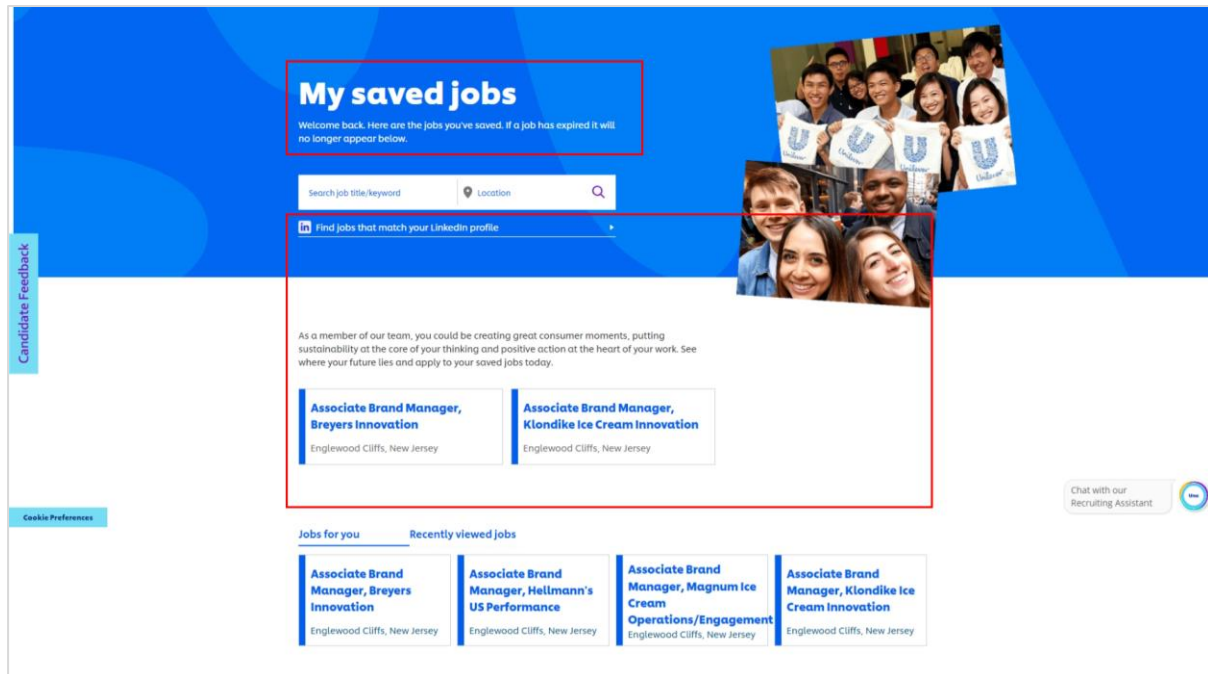 My saved jobs
Welcome back. Here are the jobs you've saved. If a job has expired it will
no longer appear below.
Search job title/keyword
Location
in Find jobs that match your LinkedIn profile
Unilever
Unilever
Unilever
Unilever
Candidate Feedback
As a member of our team, you could be creating great consumer moments, putting
sustainability at the core of your thinking and positive action at the heart of your work. See
where your future lies and apply to your saved jobs today.
Associate Brand Manager,
Breyers Innovation
Englewood Cliffs, New Jersey
Associate Brand Manager,
Klondike Ice Cream Innovation
Englewood Cliffs, New Jersey
Chat with our
Recruiting Assistant
Cookie Preferences
Jobs for you
Recently viewed jobs
Associate Brand
Manager, Breyers
Innovation
Englewood Cliffs, New Jersey
Associate Brand
Manager, Hellmann's
US Performance
Englewood Cliffs, New Jersey
Associate Brand
Manager, Magnum Ice
Cream
Operations/Engagement
Englewood Cliffs, New Jersey
Associate Brand
Manager, Klondike Ice
Cream Innovation
Englewood Cliffs, New Jersey